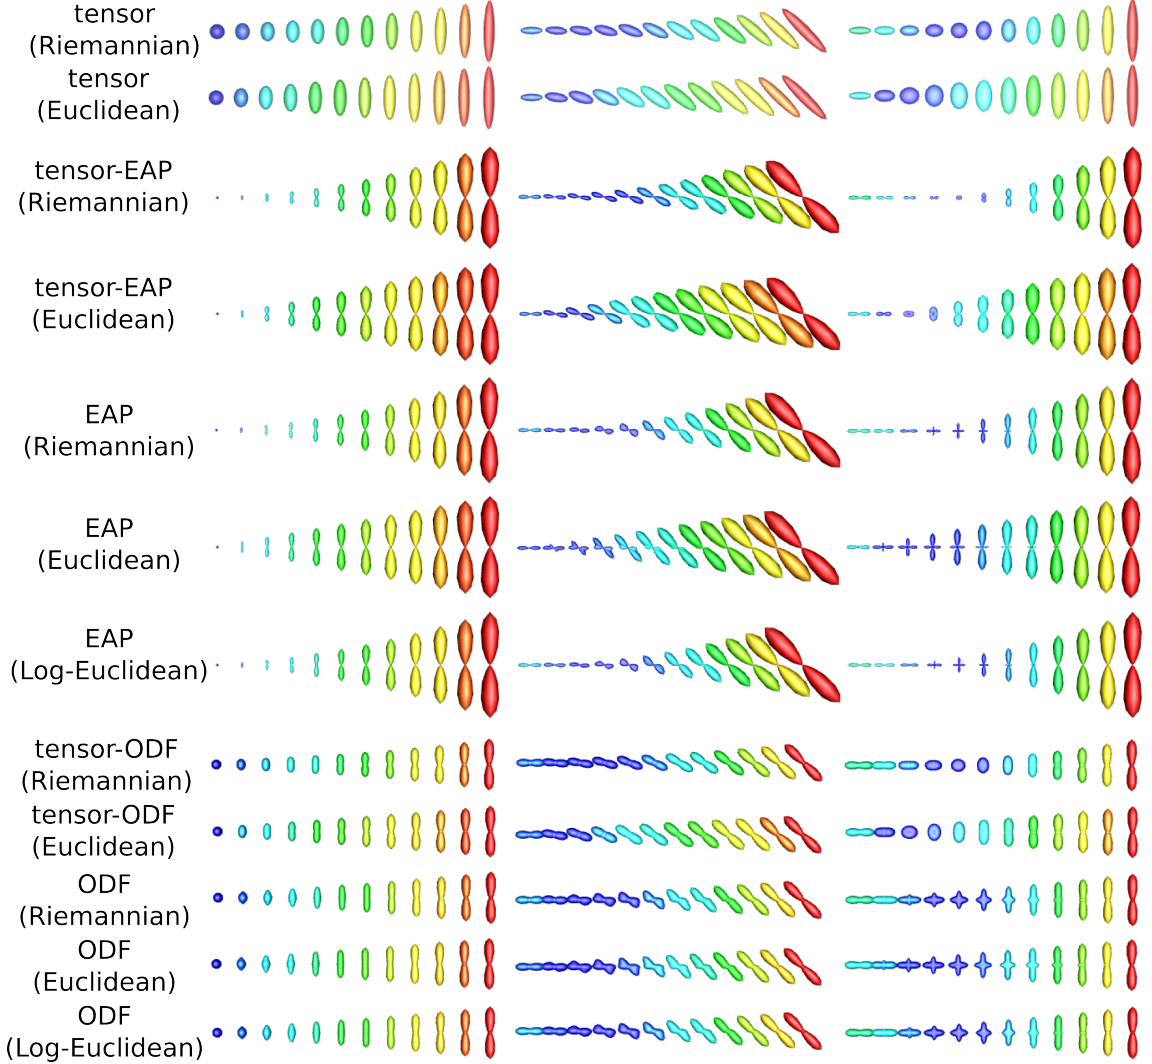 tensor
(Riemannian)
tensor
(Euclidean)
tensor-EAP
(Riemannian)
tensor-EAP
(Euclidean)
EAP
(Riemannian)
EAP
(Euclidean)
EAP
(Log-Euclidean)
tensor-ODF
(Riemannian)
tensor-ODF
(Euclidean)
ODF
(Riemannian)
ODF
(Euclidean)
ODF
(Log-Euclidean)